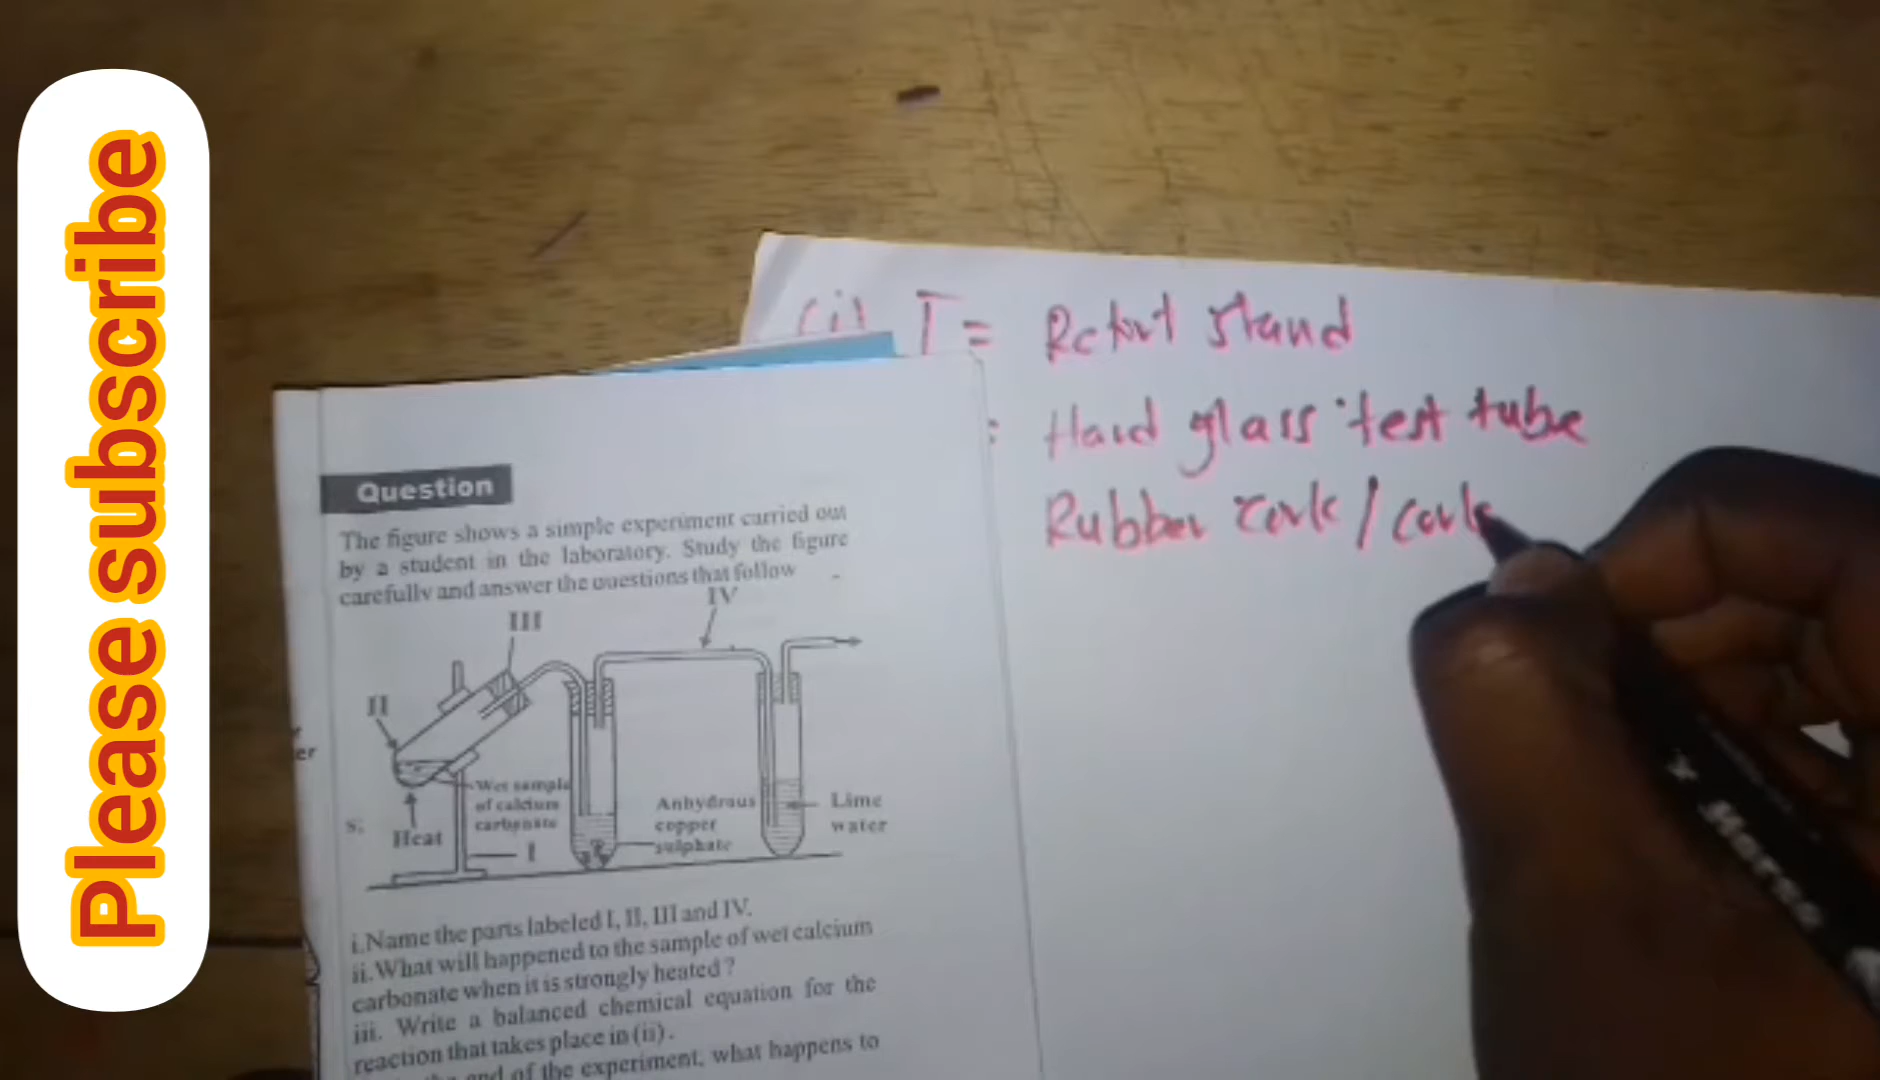 Please subscribe
(i) I = Retort stand
: Hard glass test tube
Rubber cork / cork
Question
The figure shows a simple experiment carried out
by a student in the laboratory. Study the figure
carefully and answer the questions that follow
IV
III
II
er
s:
Heat
Wet sample
of calcium
carbonate
I
Anhydrous
copper
sulphate
Lime
water
i. Name the parts labeled I, II, III and IV.
ii. What will happened to the sample of wet calcium
carbonate when it is strongly heated?
iii. Write a balanced chemical equation for the
reaction that takes place in (ii).
end of the experiment, what happens to
Horse